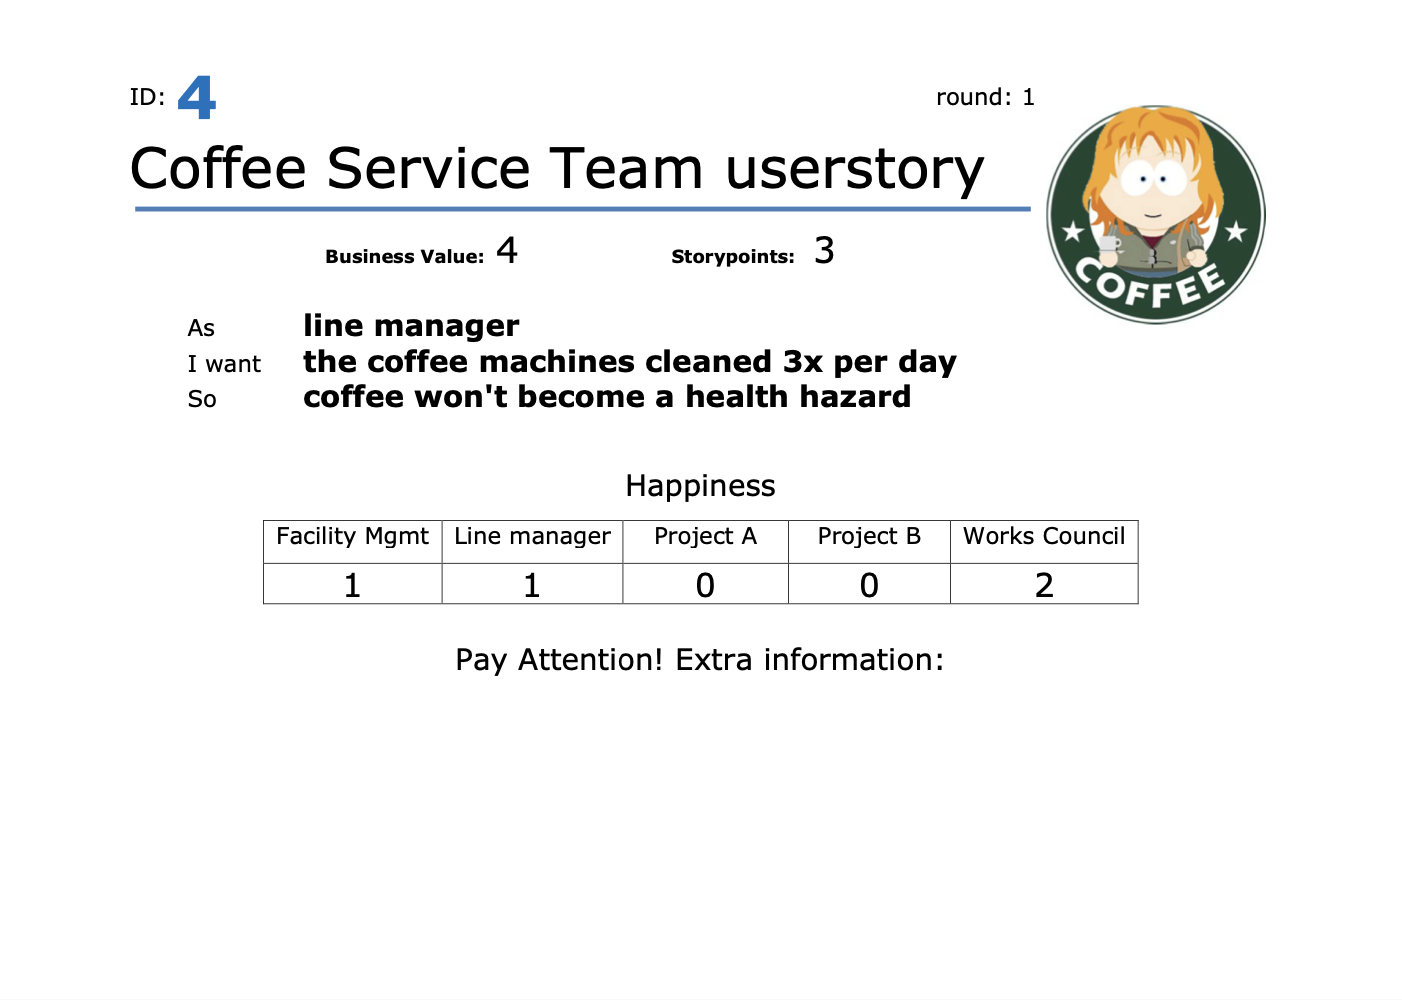 ID: 4
round: 1
Coffee Service Team userstory
Business Value: 4
Storypoints: 3
As line manager
I want the coffee machines cleaned 3x per day
So coffee won't become a health hazard
COFFEE
Happiness
Facility Mgmt Line manager Project A Project B Works Council
1 1 0 0 2
Pay Attention! Extra information: